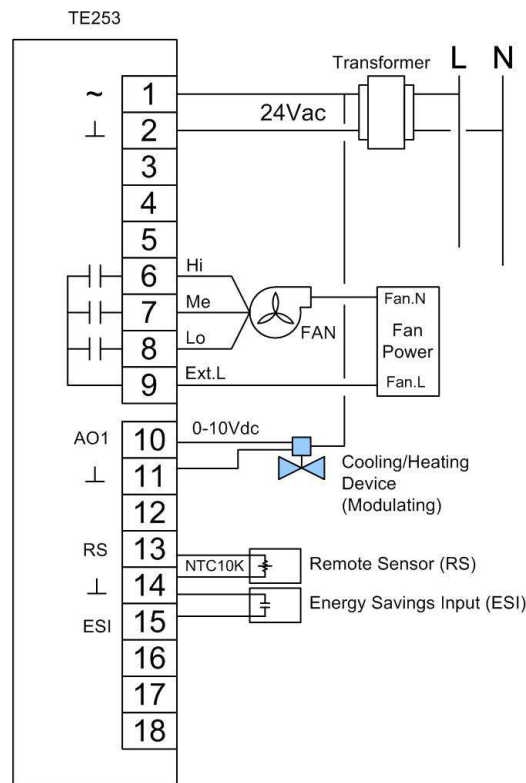 TE253
Transformer
L N
~ 1
⊥ 2
24Vac
3
4
5
6 Hi
7 Me
8 Lo
9 Ext.L
FAN
Fan.N
Fan
Power
Fan.L
AO1 10 0-10Vdc
⊥ 11
12
Cooling/Heating
Device
(Modulating)
RS 13
NTC10K
Remote Sensor (RS)
⊥ 14
ESI 15
Energy Savings Input (ESI)
16
17
18